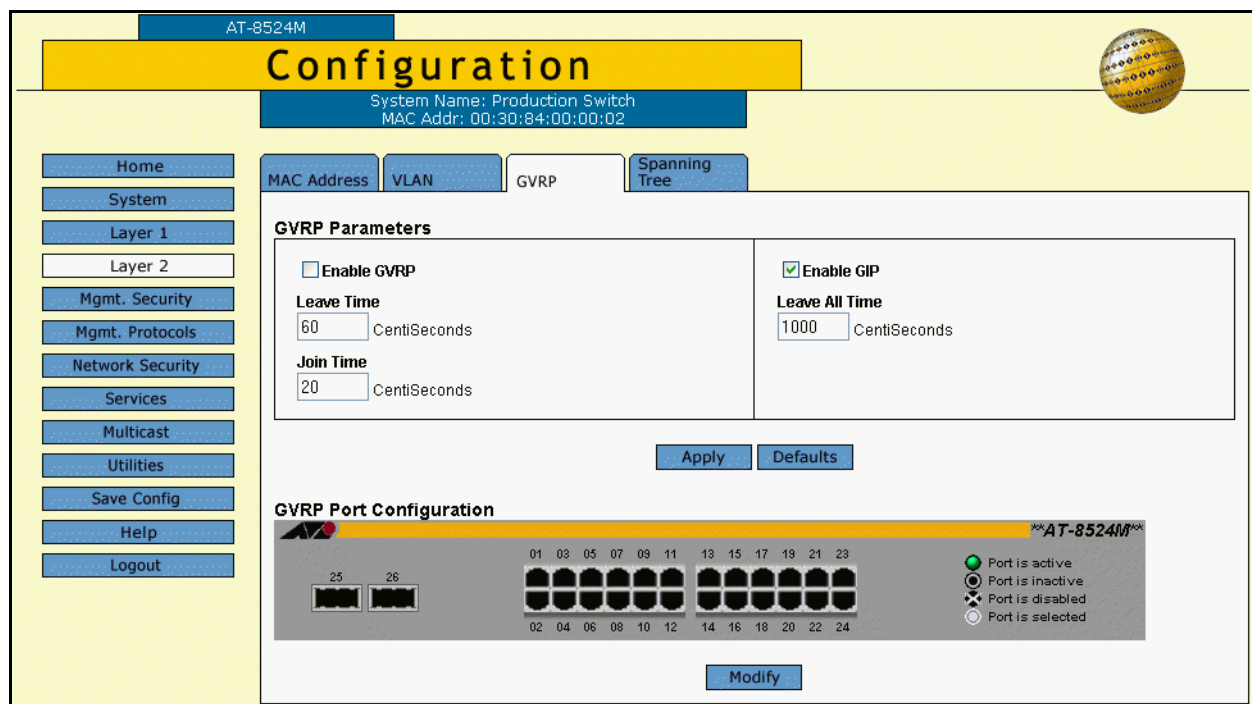 AT-8524M
Configuration
System Name: Production Switch
MAC Addr: 00:30:84:00:00:02
Home
System
Layer 1
Layer 2
Mgmt. Security
Mgmt. Protocols
Network Security
Services
Multicast
Utilities
Save Config
Help
Logout
MAC Address
VLAN
GVRP
Spanning
Tree
GVRP Parameters
Enable GVRP
Leave Time
60 CentiSeconds
Join Time
20 CentiSeconds
Enable GIP
Leave All Time
1000 CentiSeconds
Apply Defaults
GVRP Port Configuration
**AT-8524M**
01 03 05 07 09 11 13 15 17 19 21 23
25 26
02 04 06 08 10 12 14 16 18 20 22 24
Port is active
Port is inactive
Port is disabled
Port is selected
Modify